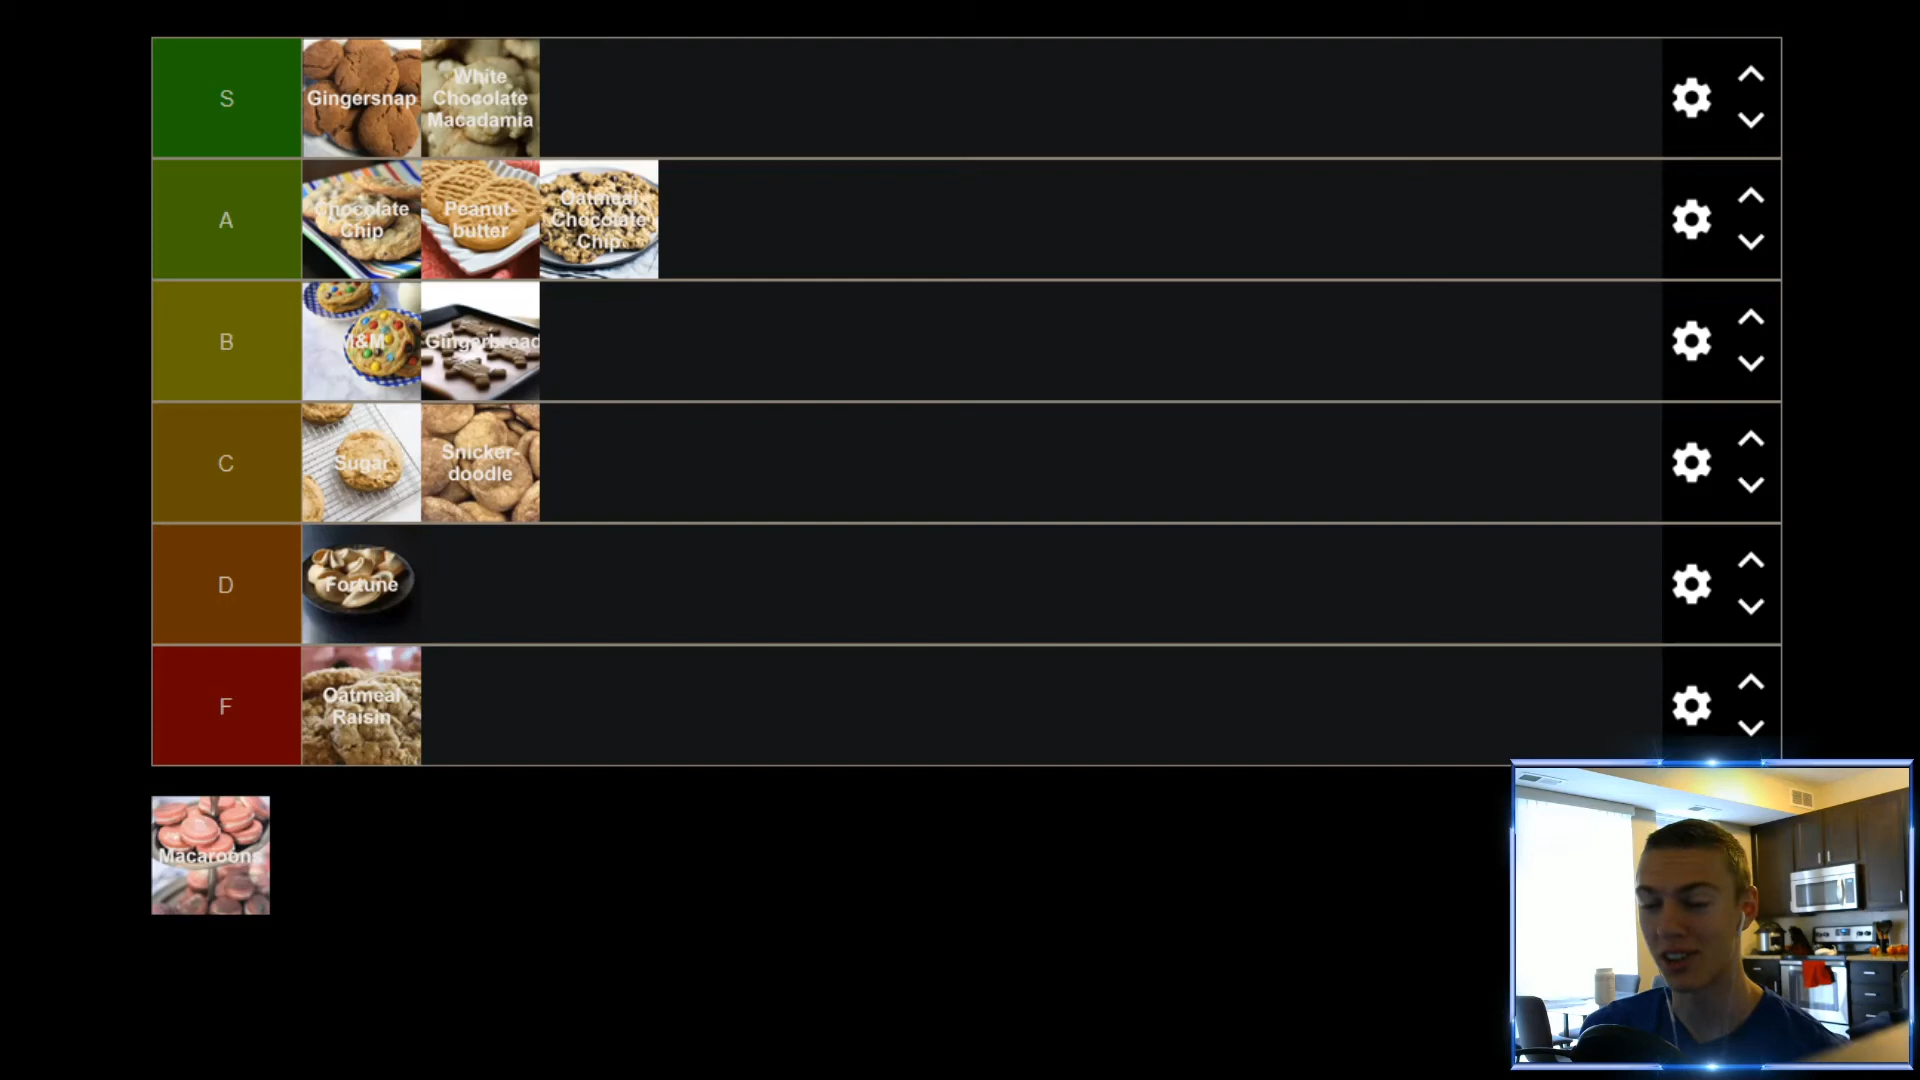 S
Gingersnap
White
Chocolate
Macadamia
A
Chocolate
Chip
Peanut-
butter
Oatmeal
Chocolate
Chip
B
M&M
Gingerbread
C
Sugar
Snicker-
doodle
D
Fortune
F
Oatmeal
Raisin
Macaroons